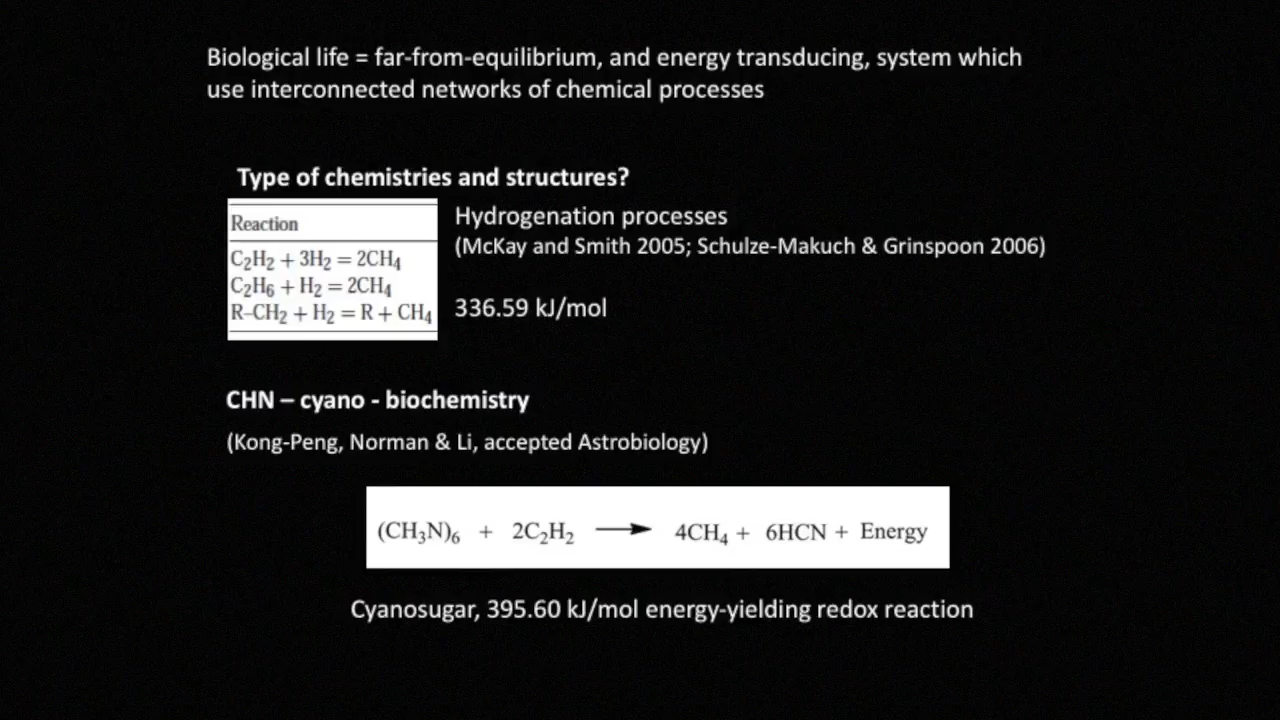 Biological life = far-from-equilibrium, and energy transducing, system which
use interconnected networks of chemical processes
Type of chemistries and structures?
Reaction
C₂H₂ + 3H₂ = 2CH₄
C₂H₆ + H₂ = 2CH₄
R–CH₂ + H₂ = R + CH₄
Hydrogenation processes
(McKay and Smith 2005; Schulze-Makuch & Grinspoon 2006)
336.59 kJ/mol
CHN – cyano - biochemistry
(Kong-Peng, Norman & Li, accepted Astrobiology)
(CH₃N)₆ + 2C₂H₂ ⟶ 4CH₄ + 6HCN + Energy
Cyanosugar, 395.60 kJ/mol energy-yielding redox reaction